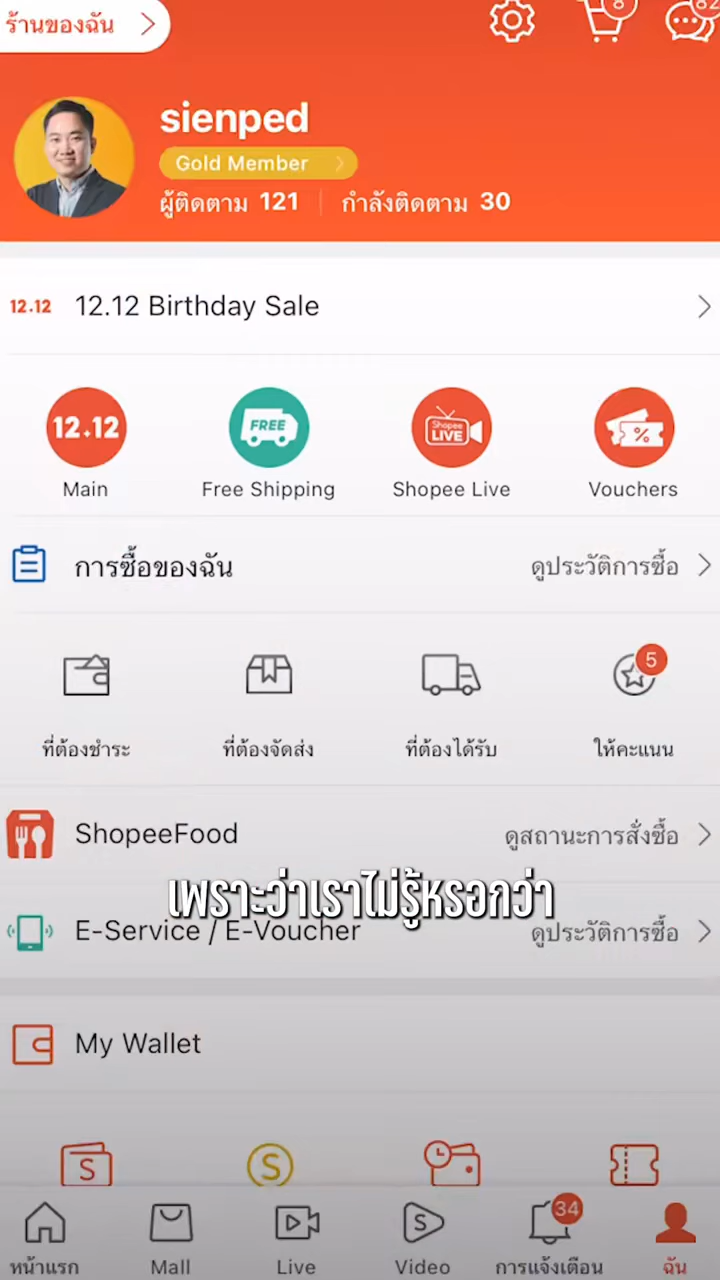 ร้านของฉัน
8
82
sienped
Gold Member
ผู้ติดตาม 121 กำลังติดตาม 30
12.12 12.12 Birthday Sale
12.12
FREE
Shopee LIVE
%
Main Free Shipping Shopee Live Vouchers
การซื้อของฉัน ดูประวัติการซื้อ
5
ที่ต้องชำระ ที่ต้องจัดส่ง ที่ต้องได้รับ ให้คะแนน
ShopeeFood ดูสถานะการสั่งซื้อ
เพราะว่าเราไม่รู้หรอกว่า
E-Service / E-Voucher ดูประวัติการซื้อ
My Wallet
S S
S 34
หน้าแรก Mall Live Video การแจ้งเตือน ฉัน